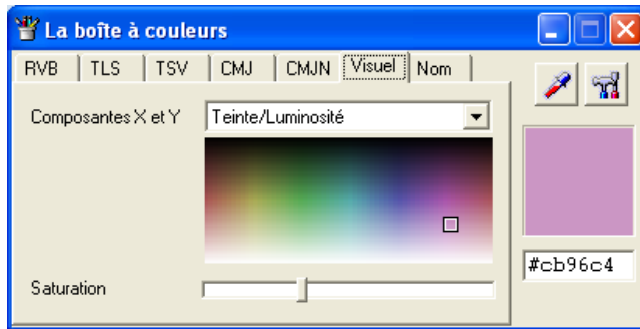 La boîte à couleurs
RVB TLS TSV CMJ CMJN Visuel Nom
Composantes X et Y Teinte/Luminosité
#cb96c4
Saturation